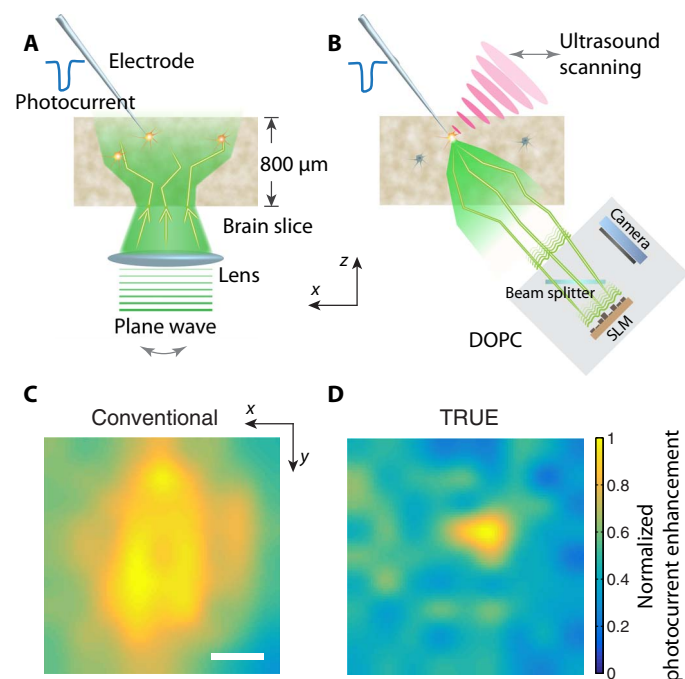 A
Electrode
Photocurrent
800 μm
Brain slice
Lens
Plane wave
x
z
B
Ultrasound
scanning
Camera
Beam splitter
SLM
DOPC
C
Conventional
x
y
D
TRUE
1
0.8
0.6
0.4
0.2
0
Normalized
photocurrent enhancement